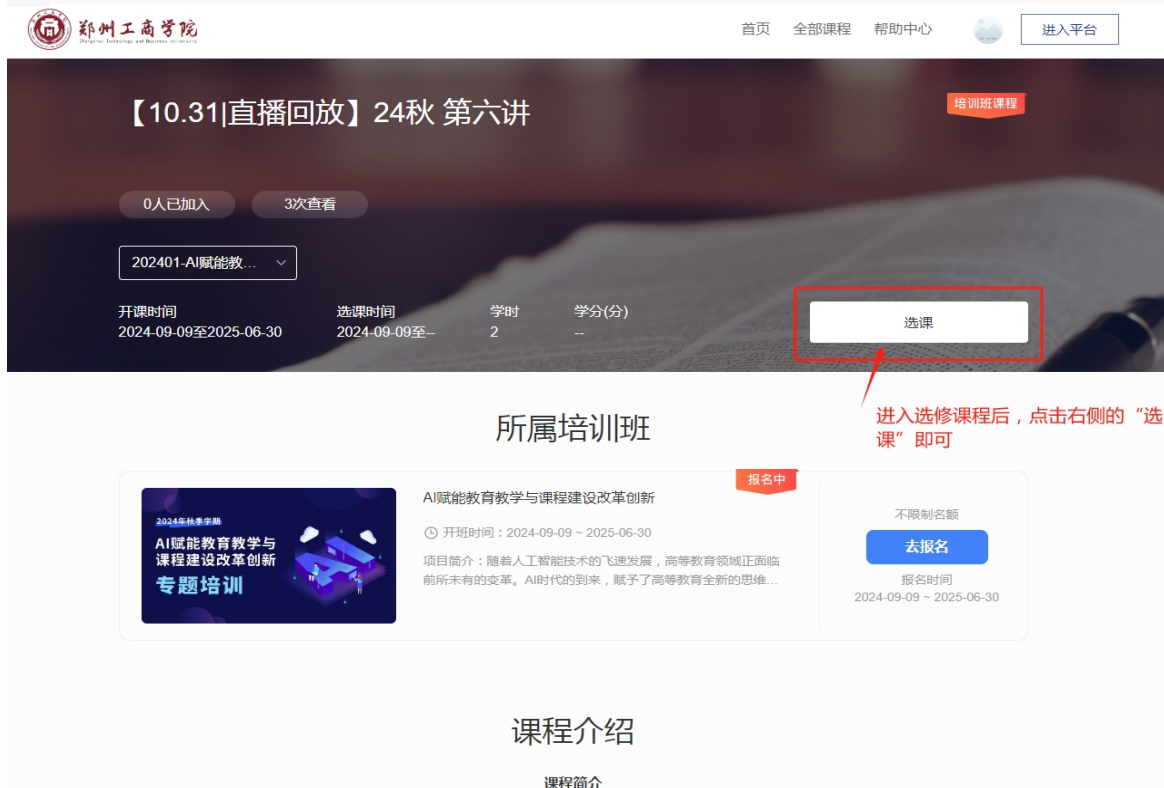 郑州工商学院
Zhengzhou Technology and Business University
首页 全部课程 帮助中心 进入平台
【10.31|直播回放】24秋 第六讲
培训班课程
0人已加入 3次查看
202401-AI赋能教...
开课时间 选课时间 学时 学分(分)
2024-09-09至2025-06-30 2024-09-09至-- 2 --
选课
进入选修课程后，点击右侧的“选
课”即可
所属培训班
报名中
2024年秋季学期
AI赋能教育教学与
课程建设改革创新
专题培训
AI赋能教育教学与课程建设改革创新
开班时间：2024-09-09 ~ 2025-06-30
项目简介：随着人工智能技术的飞速发展，高等教育领域正面临
前所未有的变革。AI时代的到来，赋予了高等教育全新的思维...
不限制名额
去报名
报名时间
2024-09-09 ~ 2025-06-30
课程介绍
课程简介